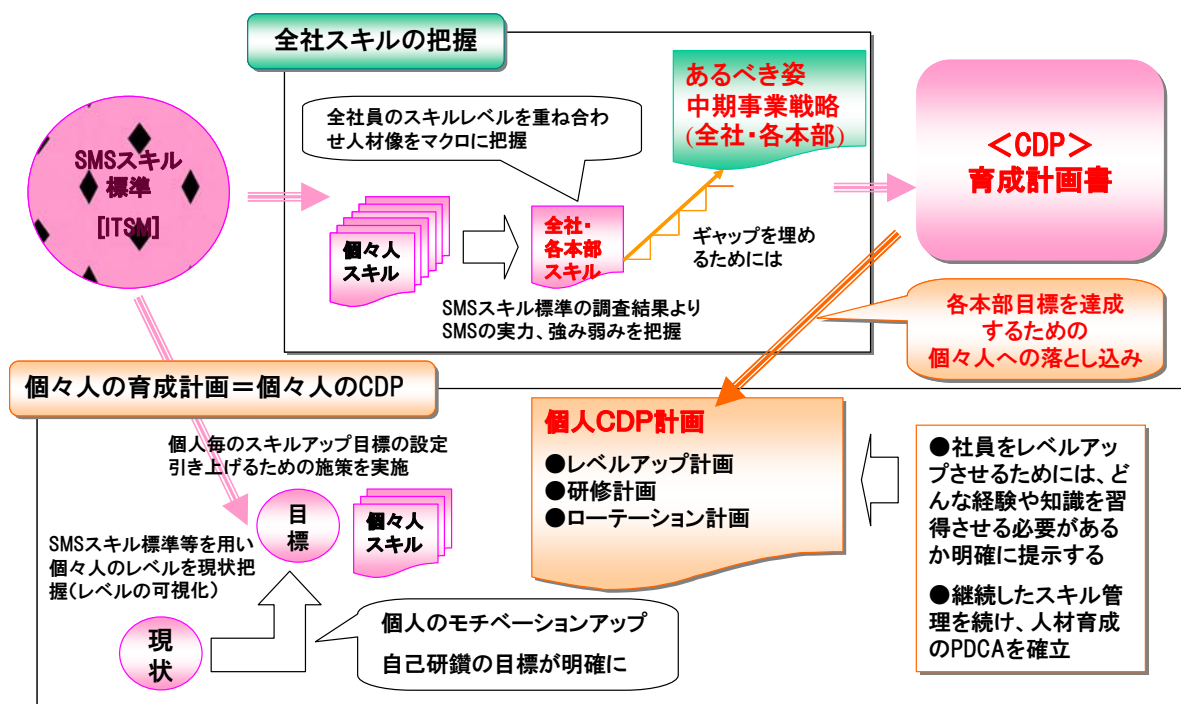 全社スキルの把握
SMSスキル
標準
[ITSM]
全社員のスキルレベルを重ね合わ
せ人材像をマクロに把握
あるべき姿
中期事業戦略
(全社・各本部)
＜CDP＞
育成計画書
個々人
スキル
全社・
各本部
スキル
ギャップを埋め
るためには
SMSスキル標準の調査結果より
SMSの実力、強み弱みを把握
各本部目標を達成
するための
個々人への落とし込み
個々人の育成計画＝個々人のCDP
個人毎のスキルアップ目標の設定
引き上げるための施策を実施
目
標
個々人
スキル
SMSスキル標準等を用い
個々人のレベルを現状把
握(レベルの可視化)
現
状
個人のモチベーションアップ
自己研鑽の目標が明確に
個人CDP計画
●レベルアップ計画
●研修計画
●ローテーション計画
●社員をレベルアッ
プさせるためには、ど
んな経験や知識を習
得させる必要がある
か明確に提示する
●継続したスキル管
理を続け、人材育成
のPDCAを確立